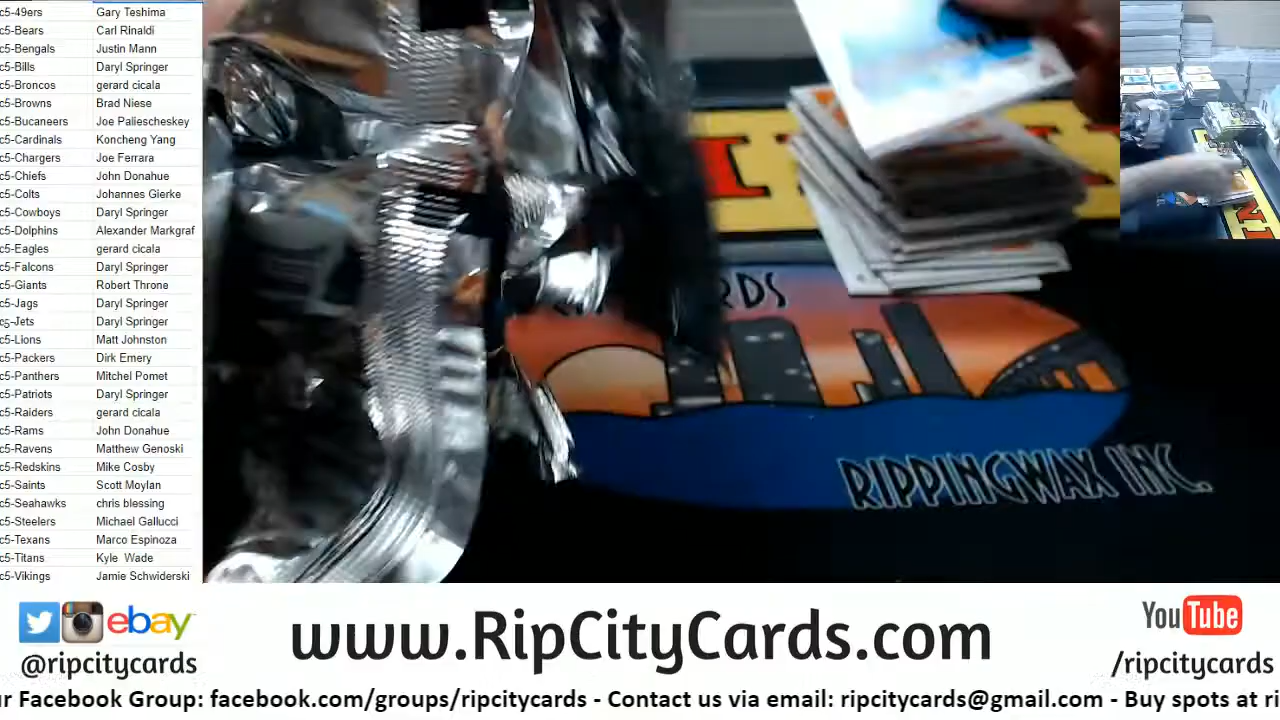 c5-49ers Gary Teshima
c5-Bears Carl Rinaldi
c5-Bengals Justin Mann
c5-Bills Daryl Springer
c5-Broncos gerard cicala
c5-Browns Brad Niese
c5-Bucaneers Joe Paliescheskey
c5-Cardinals Koncheng Yang
c5-Chargers Joe Ferrara
c5-Chiefs John Donahue
c5-Colts Johannes Gierke
c5-Cowboys Daryl Springer
c5-Dolphins Alexander Markgraf
c5-Eagles gerard cicala
c5-Falcons Daryl Springer
c5-Giants Robert Throne
c5-Jags Daryl Springer
c5-Jets Daryl Springer
c5-Lions Matt Johnston
c5-Packers Dirk Emery
c5-Panthers Mitchel Pomet
c5-Patriots Daryl Springer
c5-Raiders gerard cicala
c5-Rams John Donahue
c5-Ravens Matthew Genoski
c5-Redskins Mike Cosby
c5-Saints Scott Moylan
c5-Seahawks chris blessing
c5-Steelers Michael Gallucci
c5-Texans Marco Espinoza
c5-Titans Kyle Wade
c5-Vikings Jamie Schwiderski
RDS
RIPPINGWAX INC.
ebay
@ripcitycards
www.RipCityCards.com
YouTube
/ripcitycards
ur Facebook Group: facebook.com/groups/ripcitycards - Contact us via email: ripcitycards@gmail.com - Buy spots at ri